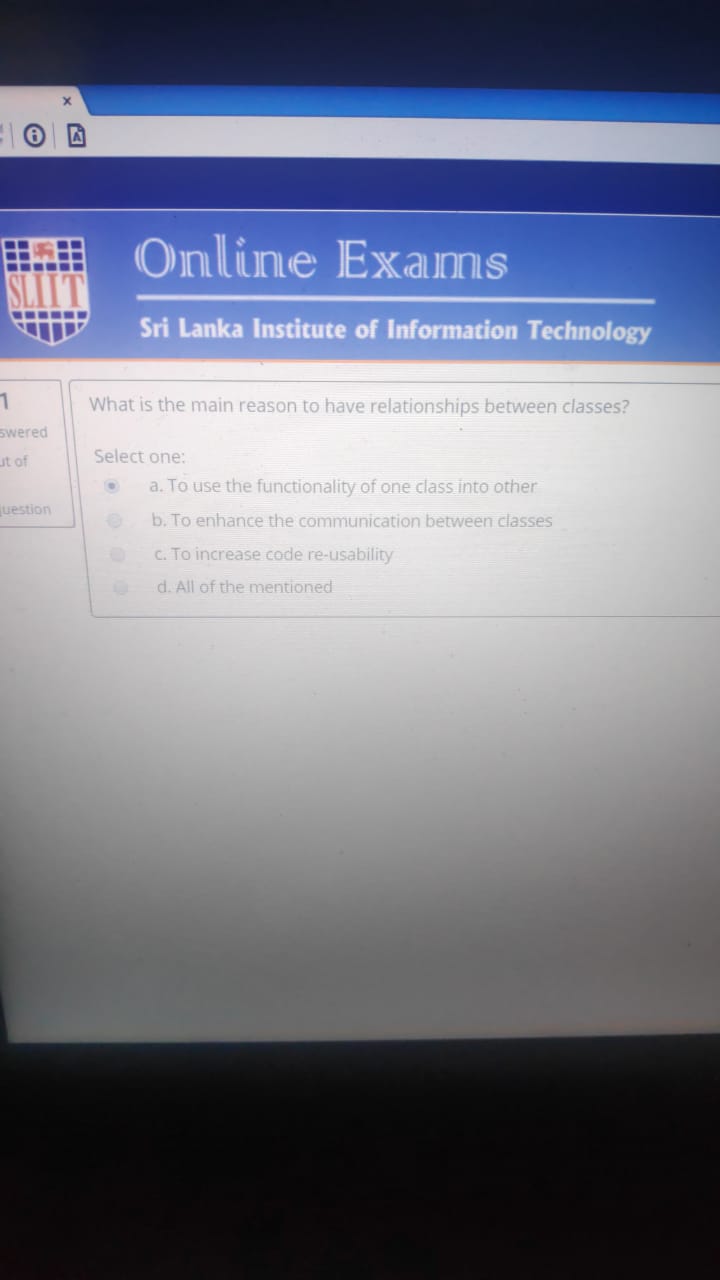 x
Online Exams
SLIIT
Sri Lanka Institute of Information Technology
1
swered
ut of
uestion
What is the main reason to have relationships between classes?
Select one:
a. To use the functionality of one class into other
b. To enhance the communication between classes
c. To increase code re-usability
d. All of the mentioned